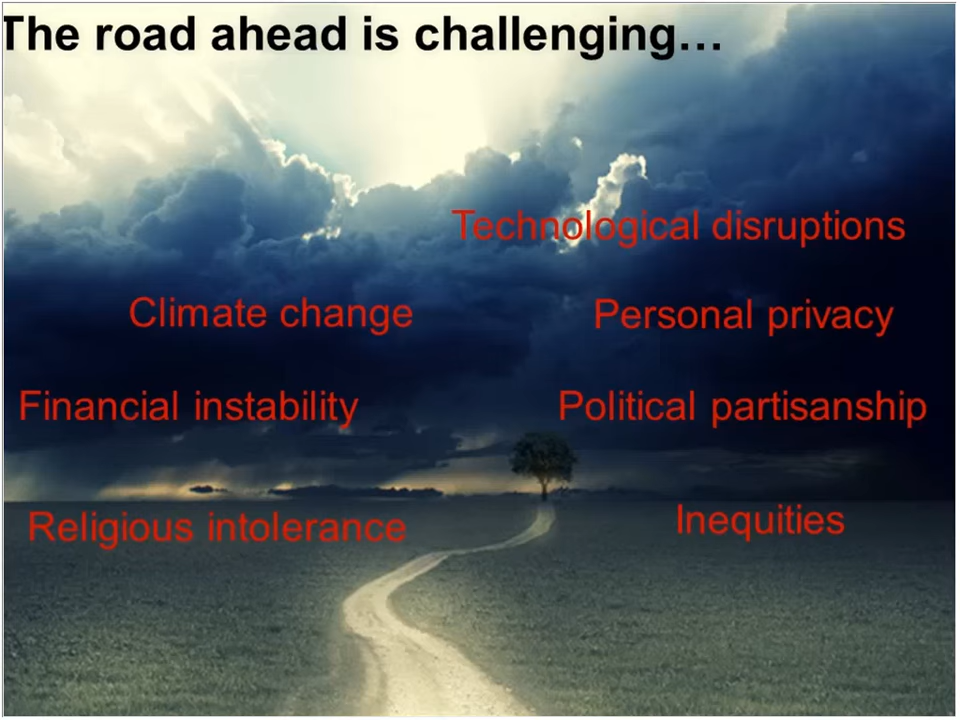 The road ahead is challenging…
Technological disruptions
Climate change
Personal privacy
Financial instability
Political partisanship
Religious intolerance
Inequities